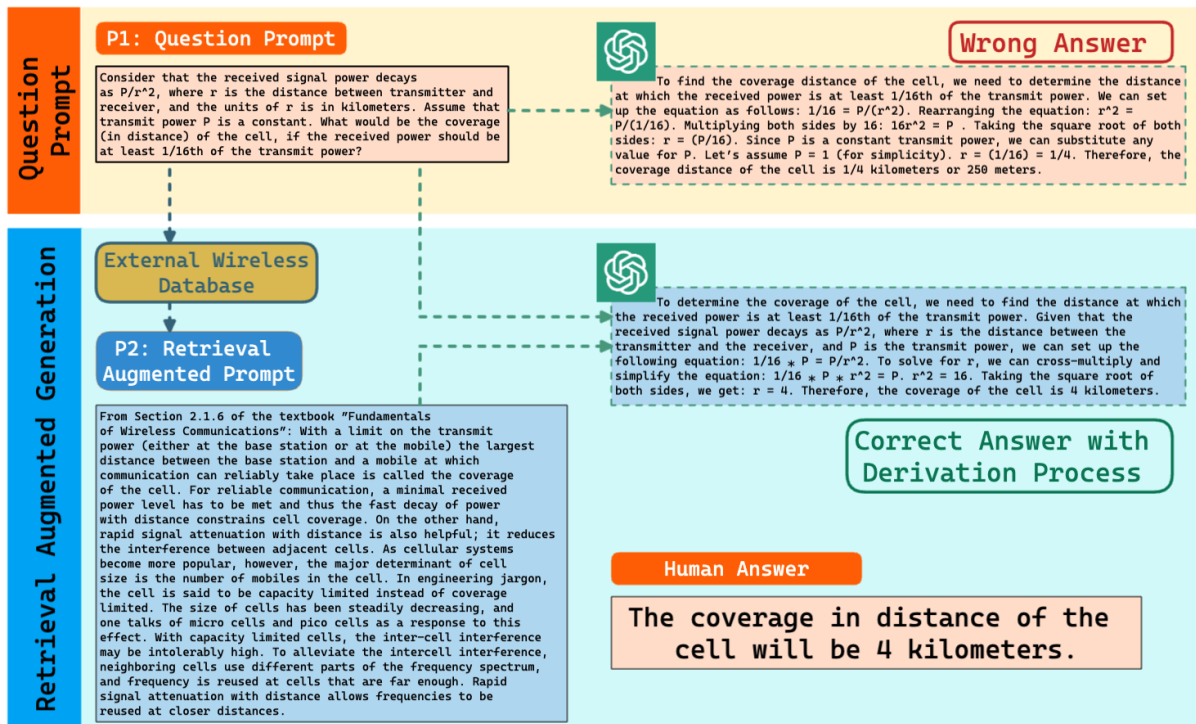 Question Prompt
P1: Question Prompt
Consider that the received signal power decays
as P/r^2, where r is the distance between transmitter and
receiver, and the units of r is in kilometers. Assume that
transmit power P is a constant. What would be the coverage
(in distance) of the cell, if the received power should be
at least 1/16th of the transmit power?
Wrong Answer
To find the coverage distance of the cell, we need to determine the distance
at which the received power is at least 1/16th of the transmit power. We can set
up the equation as follows: 1/16 = P/(r^2). Rearranging the equation: r^2 =
P/(1/16). Multiplying both sides by 16: 16r^2 = P . Taking the square root of both
sides: r = (P/16). Since P is a constant transmit power, we can substitute any
value for P. Let's assume P = 1 (for simplicity). r = (1/16) = 1/4. Therefore, the
coverage distance of the cell is 1/4 kilometers or 250 meters.
Retrieval Augmented Generation
External Wireless
Database
P2: Retrieval
Augmented Prompt
From Section 2.1.6 of the textbook ”Fundamentals
of Wireless Communications”: With a limit on the transmit
power (either at the base station or at the mobile) the largest
distance between the base station and a mobile at which
communication can reliably take place is called the coverage
of the cell. For reliable communication, a minimal received
power level has to be met and thus the fast decay of power
with distance constrains cell coverage. On the other hand,
rapid signal attenuation with distance is also helpful; it reduces
the interference between adjacent cells. As cellular systems
become more popular, however, the major determinant of cell
size is the number of mobiles in the cell. In engineering jargon,
the cell is said to be capacity limited instead of coverage
limited. The size of cells has been steadily decreasing, and
one talks of micro cells and pico cells as a response to this
effect. With capacity limited cells, the inter-cell interference
may be intolerably high. To alleviate the intercell interference,
neighboring cells use different parts of the frequency spectrum,
and frequency is reused at cells that are far enough. Rapid
signal attenuation with distance allows frequencies to be
reused at closer distances.
To determine the coverage of the cell, we need to find the distance at which
the received power is at least 1/16th of the transmit power. Given that the
received signal power decays as P/r^2, where r is the distance between the
transmitter and the receiver, and P is the transmit power, we can set up the
following equation: 1/16 * P = P/r^2. To solve for r, we can cross-multiply and
simplify the equation: 1/16 * P * r^2 = P. r^2 = 16. Taking the square root of
both sides, we get: r = 4. Therefore, the coverage of the cell is 4 kilometers.
Correct Answer with
Derivation Process
Human Answer
The coverage in distance of the
cell will be 4 kilometers.